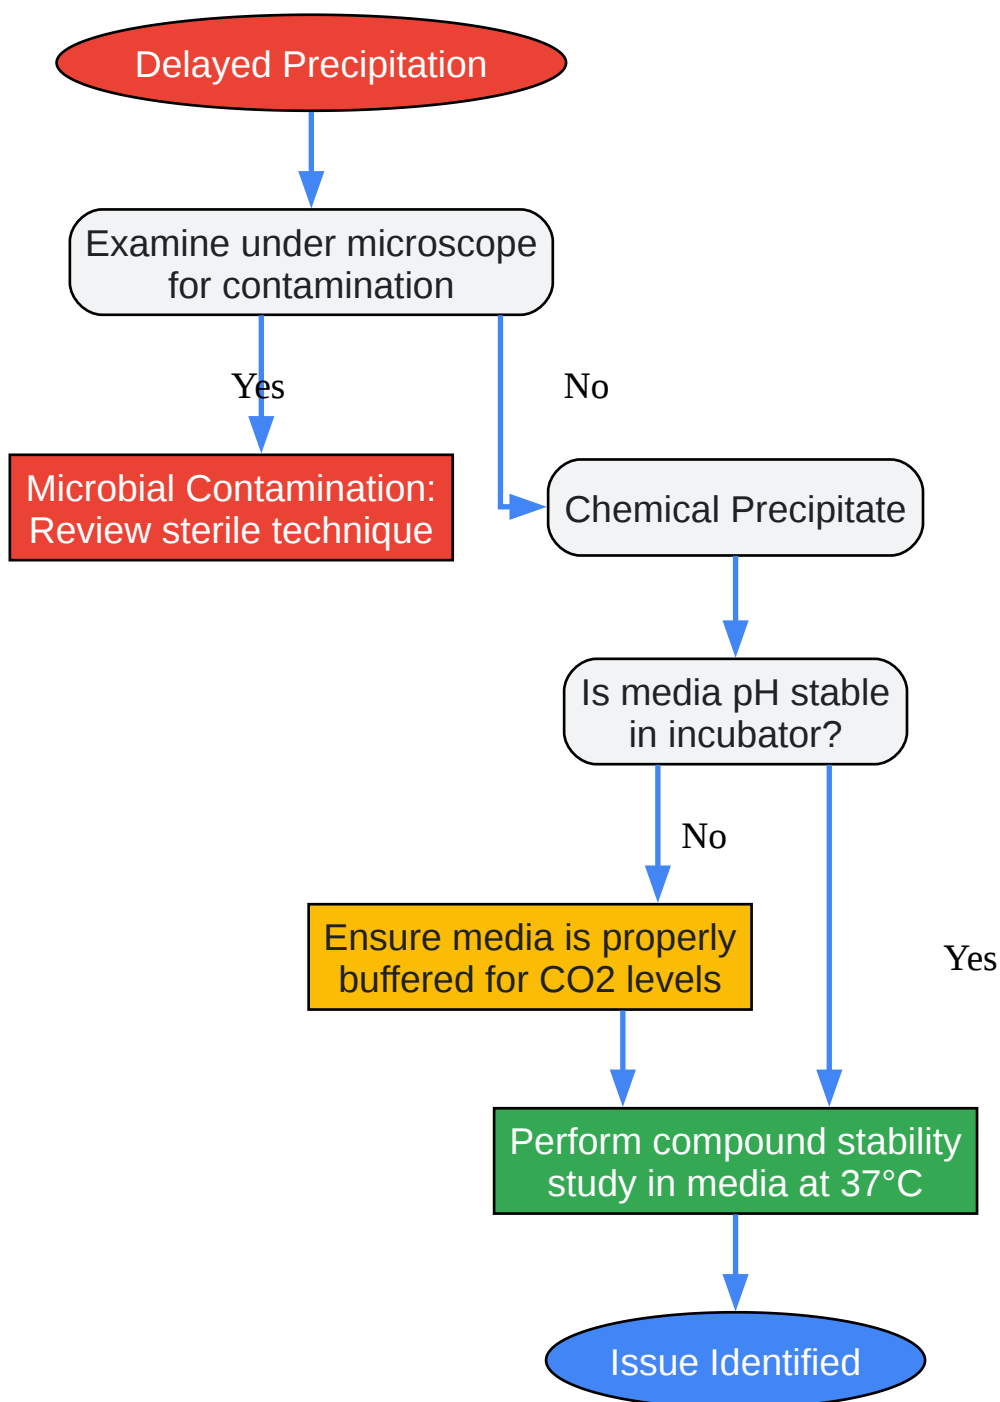 Delayed Precipitation
Examine under microscope
for contamination
Yes
No
Microbial Contamination:
Review sterile technique
Chemical Precipitate
Is media pH stable
in incubator?
No
Ensure media is properly
buffered for CO2 levels
Yes
Perform compound stability
study in media at 37°C
Issue Identified